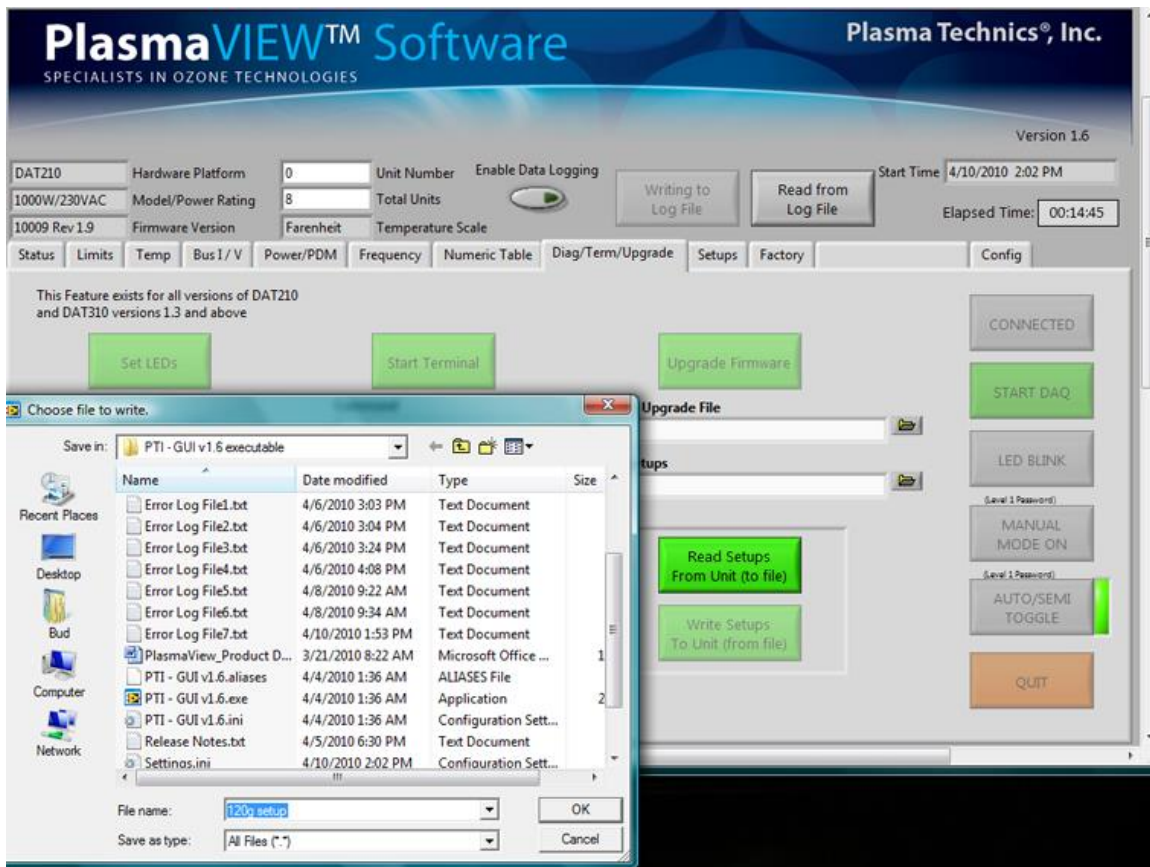 PlasmaVIEW™ Software
SPECIALISTS IN OZONE TECHNOLOGIES
Plasma Technics®, Inc.
Version 1.6
DAT210 Hardware Platform 0 Unit Number Enable Data Logging
1000W/230VAC Model/Power Rating 8 Total Units
10009 Rev 1.9 Firmware Version Farenheit Temperature Scale
Writing to
Log File
Read from
Log File
Start Time 4/10/2010 2:02 PM
Elapsed Time: 00:14:45
Status Limits Temp Bus I / V Power/PDM Frequency Numeric Table Diag/Term/Upgrade Setups Factory Config
This Feature exists for all versions of DAT210
and DAT310 versions 1.3 and above
Set LEDs Start Terminal Upgrade Firmware
Upgrade File
tups
Read Setups
From Unit (to file)
Write Setups
To Unit (from file)
CONNECTED
START DAQ
LED BLINK
(Level 1 Password)
MANUAL
MODE ON
(Level 1 Password)
AUTO/SEMI
TOGGLE
QUIT
Choose file to write.
Save in: PTI - GUI v1.6 executable
Name Date modified Type Size
Error Log File1.txt 4/6/2010 3:03 PM Text Document
Error Log File2.txt 4/6/2010 3:04 PM Text Document
Error Log File3.txt 4/6/2010 3:24 PM Text Document
Error Log File4.txt 4/6/2010 4:08 PM Text Document
Error Log File5.txt 4/8/2010 9:22 AM Text Document
Error Log File6.txt 4/8/2010 9:34 AM Text Document
Error Log File7.txt 4/10/2010 1:53 PM Text Document
PlasmaView_Product D... 3/21/2010 8:22 AM Microsoft Office ... 1
PTI - GUI v1.6.aliases 4/4/2010 1:36 AM ALIASES File
PTI - GUI v1.6.exe 4/4/2010 1:36 AM Application 2
PTI - GUI v1.6.ini 4/4/2010 1:36 AM Configuration Sett...
Release Notes.txt 4/5/2010 6:30 PM Text Document
Settings.ini 4/10/2010 2:02 PM Configuration Sett...
Recent Places
Desktop
Bud
Computer
Network
File name: 120g setup OK
Save as type: All Files (*.*) Cancel